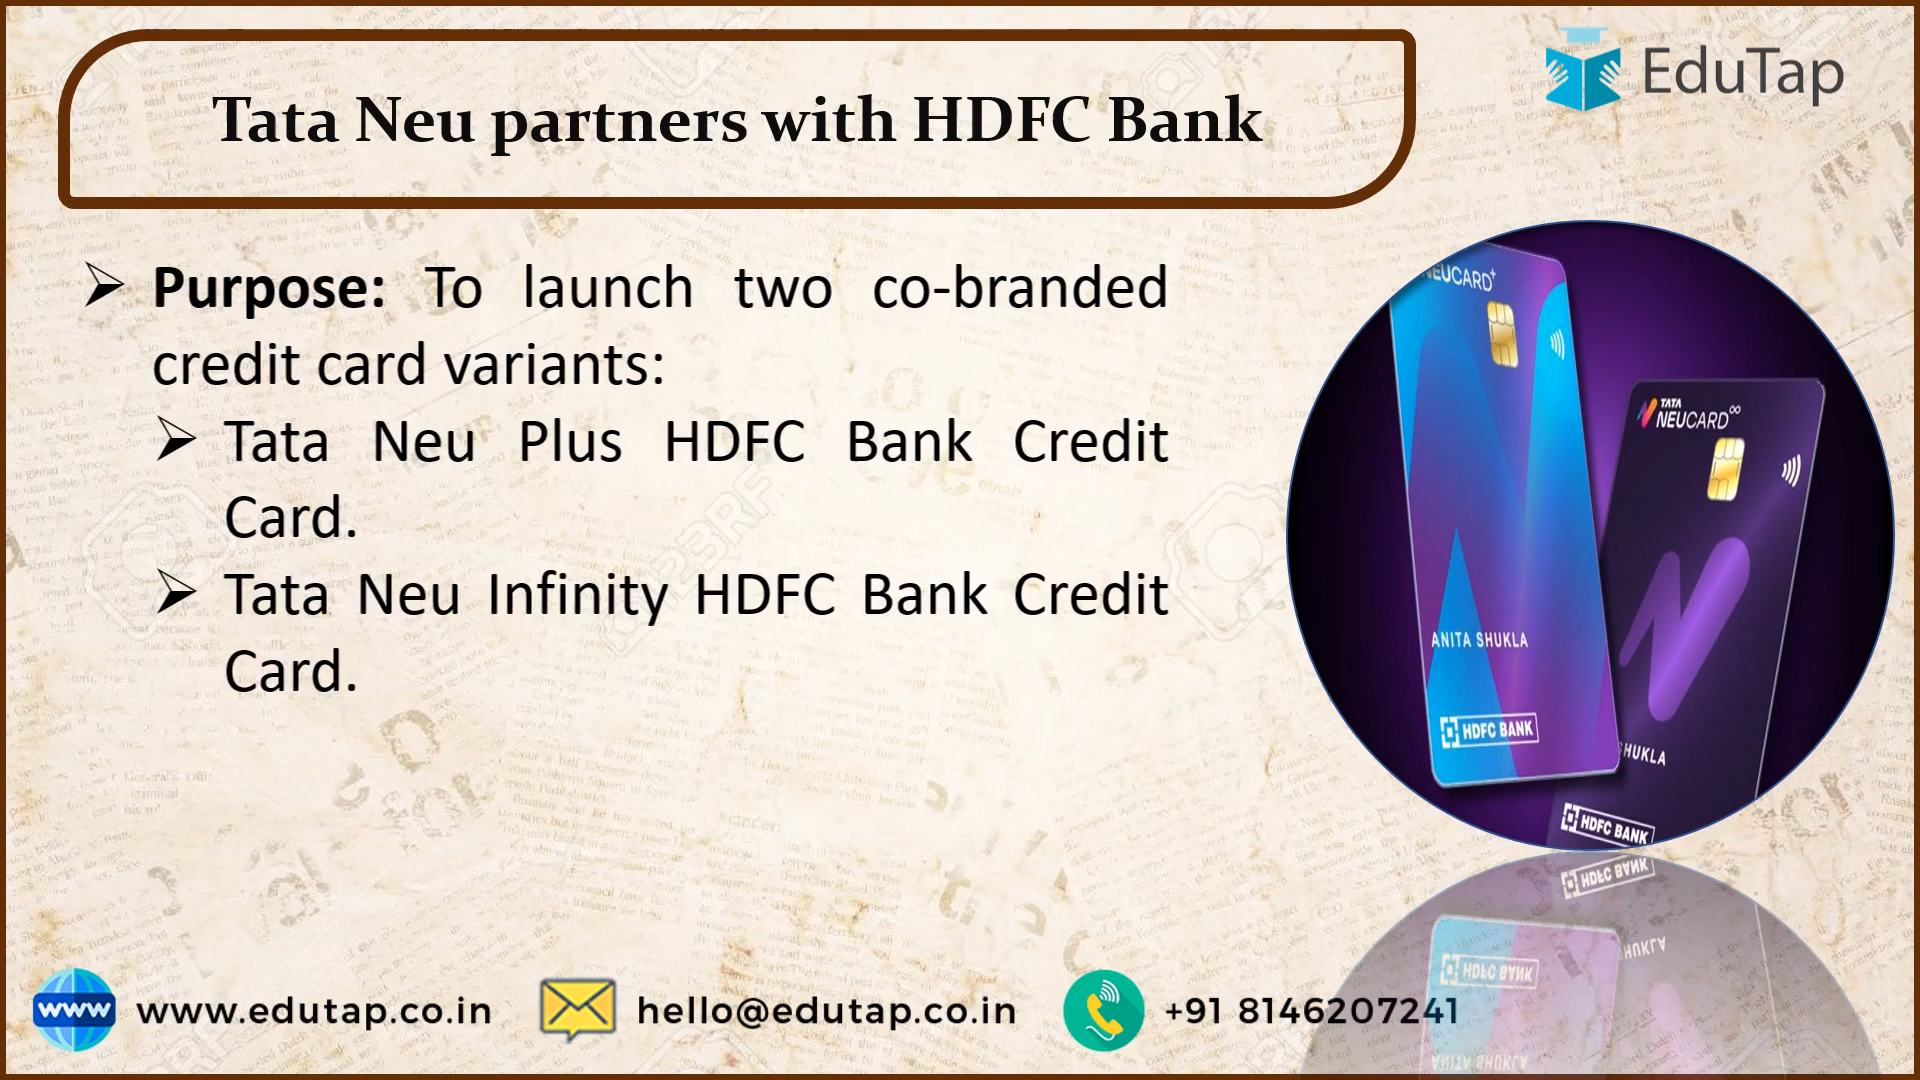 Tata Neu partners with HDFC Bank
EduTap
Purpose: To launch two co-branded
credit card variants:
Tata Neu Plus HDFC Bank Credit
Card.
Tata Neu Infinity HDFC Bank Credit
Card.
NEUCARD+
TATA
NEUCARD∞
ANITA SHUKLA
HDFC BANK
SHUKLA
HDFC BANK
www
www.edutap.co.in
hello@edutap.co.in
+91 8146207241